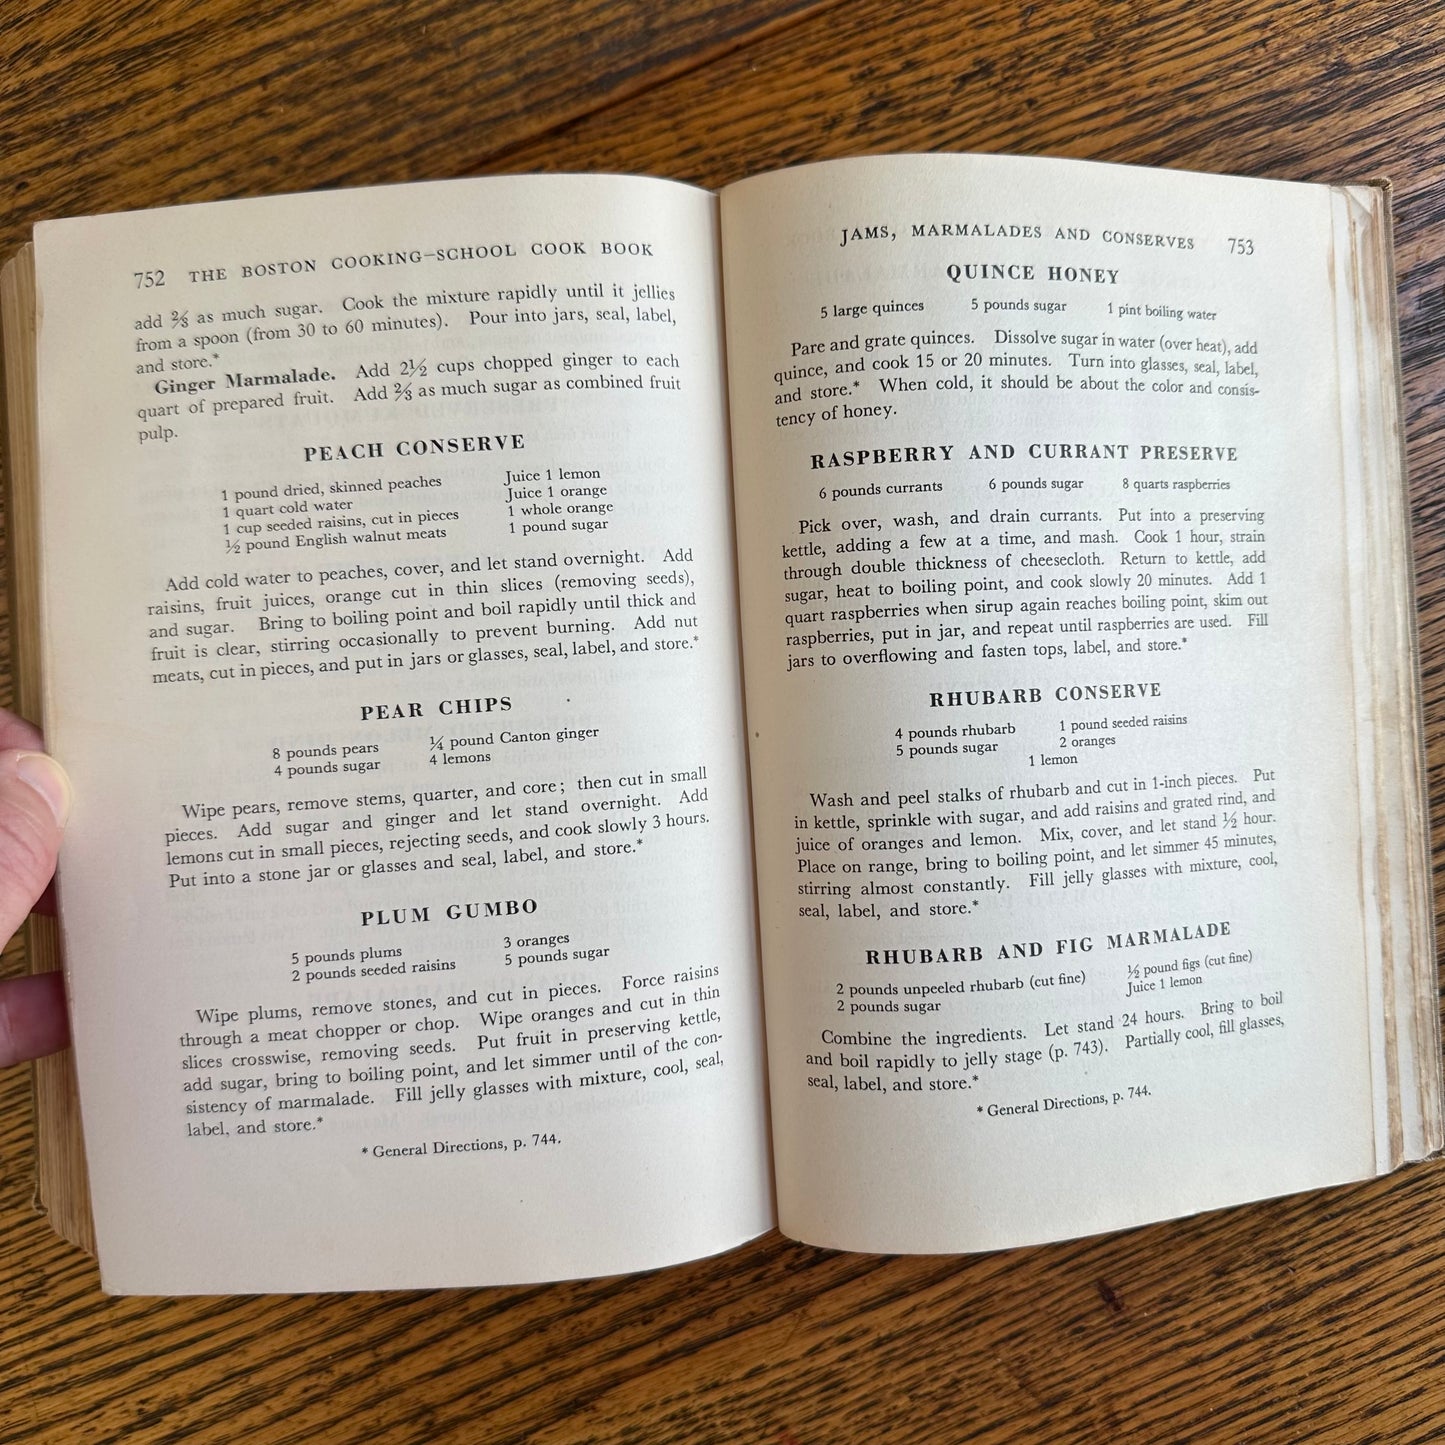 752 THE BOSTON COOKING–SCHOOL COOK BOOK
add ⅔ as much sugar. Cook the mixture rapidly until it jellies
from a spoon (from 30 to 60 minutes). Pour into jars, seal, label,
and store.*
Ginger Marmalade. Add 2½ cups chopped ginger to each
quart of prepared fruit. Add ⅔ as much sugar as combined fruit
pulp.
PEACH CONSERVE
1 pound dried, skinned peaches Juice 1 lemon
1 quart cold water Juice 1 orange
1 cup seeded raisins, cut in pieces 1 whole orange
½ pound English walnut meats 1 pound sugar
Add cold water to peaches, cover, and let stand overnight. Add
raisins, fruit juices, orange cut in thin slices (removing seeds),
and sugar. Bring to boiling point and boil rapidly until thick and
fruit is clear, stirring occasionally to prevent burning. Add nut
meats, cut in pieces, and put in jars or glasses, seal, label, and store.*
PEAR CHIPS
8 pounds pears ¼ pound Canton ginger
4 pounds sugar 4 lemons
Wipe pears, remove stems, quarter, and core; then cut in small
pieces. Add sugar and ginger and let stand overnight. Add
lemons cut in small pieces, rejecting seeds, and cook slowly 3 hours.
Put into a stone jar or glasses and seal, label, and store.*
PLUM GUMBO
5 pounds plums 3 oranges
2 pounds seeded raisins 5 pounds sugar
Wipe plums, remove stones, and cut in pieces. Force raisins
through a meat chopper or chop. Wipe oranges and cut in thin
slices crosswise, removing seeds. Put fruit in preserving kettle,
add sugar, bring to boiling point, and let simmer until of the con-
sistency of marmalade. Fill jelly glasses with mixture, cool, seal,
label, and store.*
* General Directions, p. 744.
JAMS, MARMALADES AND CONSERVES 753
QUINCE HONEY
5 large quinces 5 pounds sugar 1 pint boiling water
Pare and grate quinces. Dissolve sugar in water (over heat), add
quince, and cook 15 or 20 minutes. Turn into glasses, seal, label,
and store.* When cold, it should be about the color and consis-
tency of honey.
RASPBERRY AND CURRANT PRESERVE
6 pounds currants 6 pounds sugar 8 quarts raspberries
Pick over, wash, and drain currants. Put into a preserving
kettle, adding a few at a time, and mash. Cook 1 hour, strain
through double thickness of cheesecloth. Return to kettle, add
sugar, heat to boiling point, and cook slowly 20 minutes. Add 1
quart raspberries when sirup again reaches boiling point, skim out
raspberries, put in jar, and repeat until raspberries are used. Fill
jars to overflowing and fasten tops, label, and store.*
RHUBARB CONSERVE
4 pounds rhubarb 1 pound seeded raisins
5 pounds sugar 2 oranges
1 lemon
Wash and peel stalks of rhubarb and cut in 1-inch pieces. Put
in kettle, sprinkle with sugar, and add raisins and grated rind, and
juice of oranges and lemon. Mix, cover, and let stand ½ hour.
Place on range, bring to boiling point, and let simmer 45 minutes,
stirring almost constantly. Fill jelly glasses with mixture, cool,
seal, label, and store.*
RHUBARB AND FIG MARMALADE
2 pounds unpeeled rhubarb (cut fine) ½ pound figs (cut fine)
2 pounds sugar Juice 1 lemon
Combine the ingredients. Let stand 24 hours. Bring to boil
and boil rapidly to jelly stage (p. 743). Partially cool, fill glasses,
seal, label, and store.*
* General Directions, p. 744.